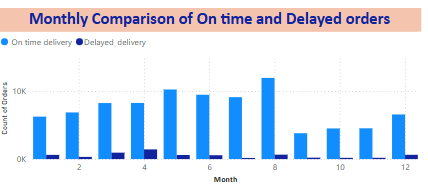 Monthly Comparison of On time and Delayed orders
On time delivery Delayed_delivery
Count of Orders
10K
0K
2 4 6 8 10 12
Month